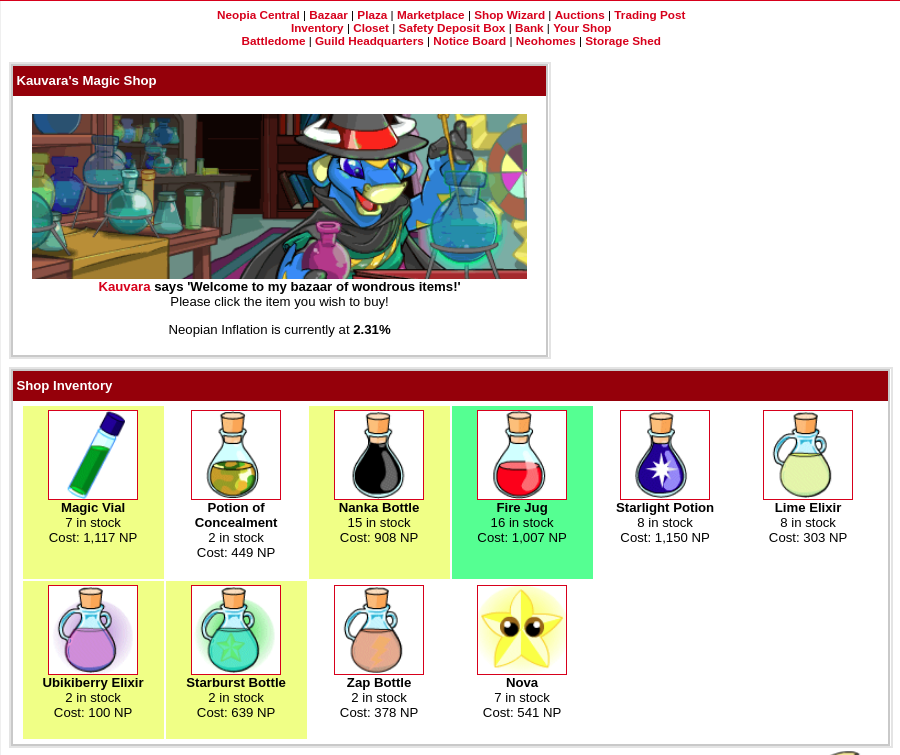 Neopia Central | Bazaar | Plaza | Marketplace | Shop Wizard | Auctions | Trading Post
Inventory | Closet | Safety Deposit Box | Bank | Your Shop
Battledome | Guild Headquarters | Notice Board | Neohomes | Storage Shed
Kauvara's Magic Shop
Kauvara says 'Welcome to my bazaar of wondrous items!'
Please click the item you wish to buy!
Neopian Inflation is currently at 2.31%
Shop Inventory
Magic Vial
7 in stock
Cost: 1,117 NP
Potion of
Concealment
2 in stock
Cost: 449 NP
Nanka Bottle
15 in stock
Cost: 908 NP
Fire Jug
16 in stock
Cost: 1,007 NP
Starlight Potion
8 in stock
Cost: 1,150 NP
Lime Elixir
8 in stock
Cost: 303 NP
Ubikiberry Elixir
2 in stock
Cost: 100 NP
Starburst Bottle
2 in stock
Cost: 639 NP
Zap Bottle
2 in stock
Cost: 378 NP
Nova
7 in stock
Cost: 541 NP